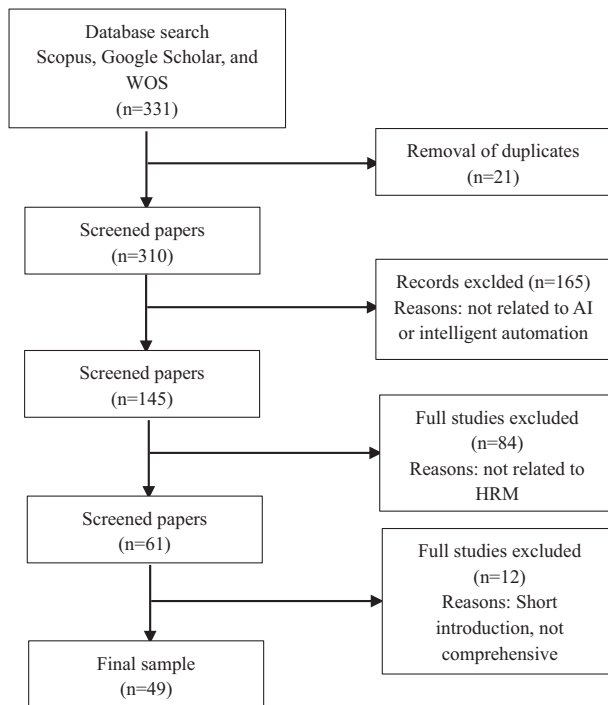 Database search
Scopus, Google Scholar, and
WOS
(n=331)
Removal of duplicates
(n=21)
Screened papers
(n=310)
Records exclded (n=165)
Reasons: not related to AI
or intelligent automation
Screened papers
(n=145)
Full studies excluded
(n=84)
Reasons: not related to
HRM
Screened papers
(n=61)
Full studies excluded
(n=12)
Reasons: Short
introduction, not
comprehensive
Final sample
(n=49)